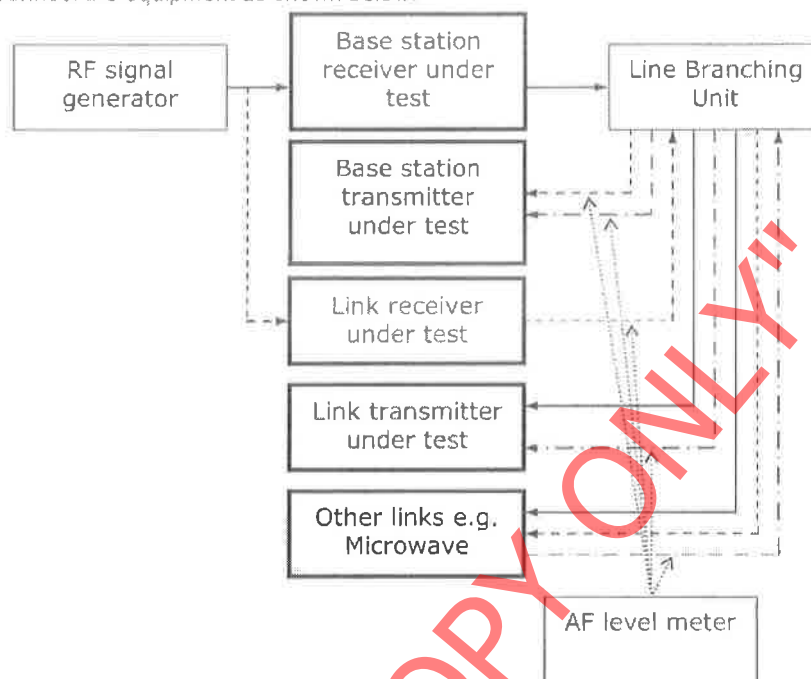 RF signal
generator
Base station
receiver under
test
Line Branching
Unit
Base station
transmitter
under test
Link receiver
under test
Link transmitter
under test
Other links e.g.
Microwave
AF level meter
OPY ONLY"